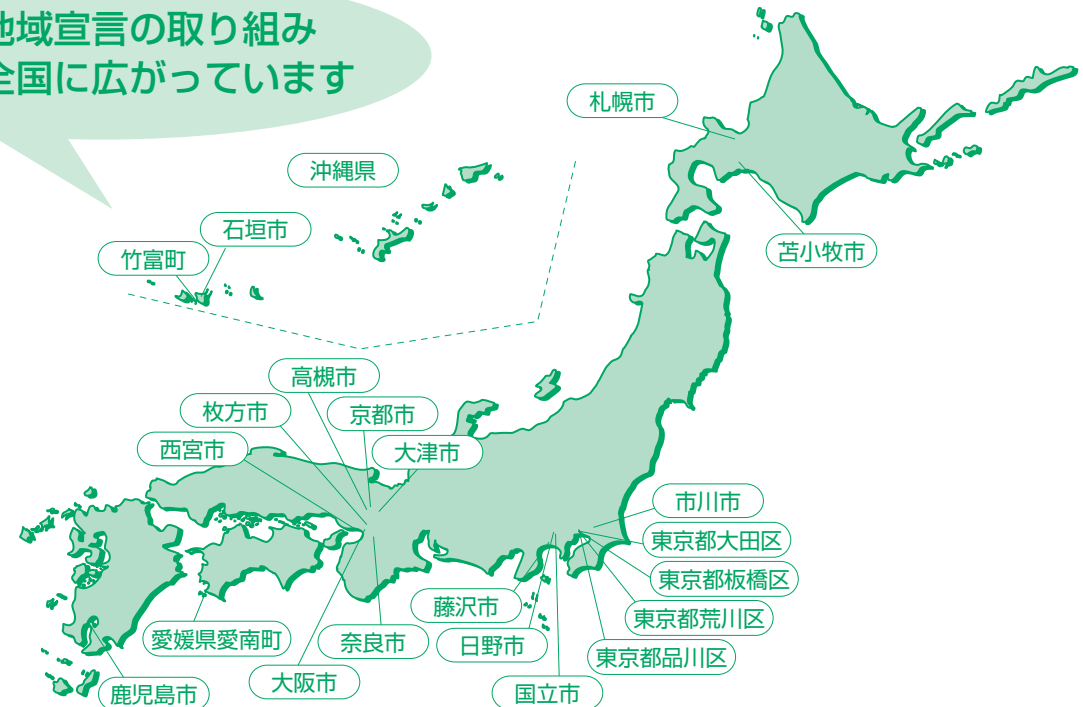 地域宣言の取り組み
全国に広がっています
札幌市
沖縄県
石垣市
竹富町
苫小牧市
高槻市
枚方市
京都市
西宮市
大津市
市川市
東京都大田区
東京都板橋区
藤沢市
東京都荒川区
愛媛県愛南町
奈良市
日野市
東京都品川区
大阪市
鹿児島市
国立市